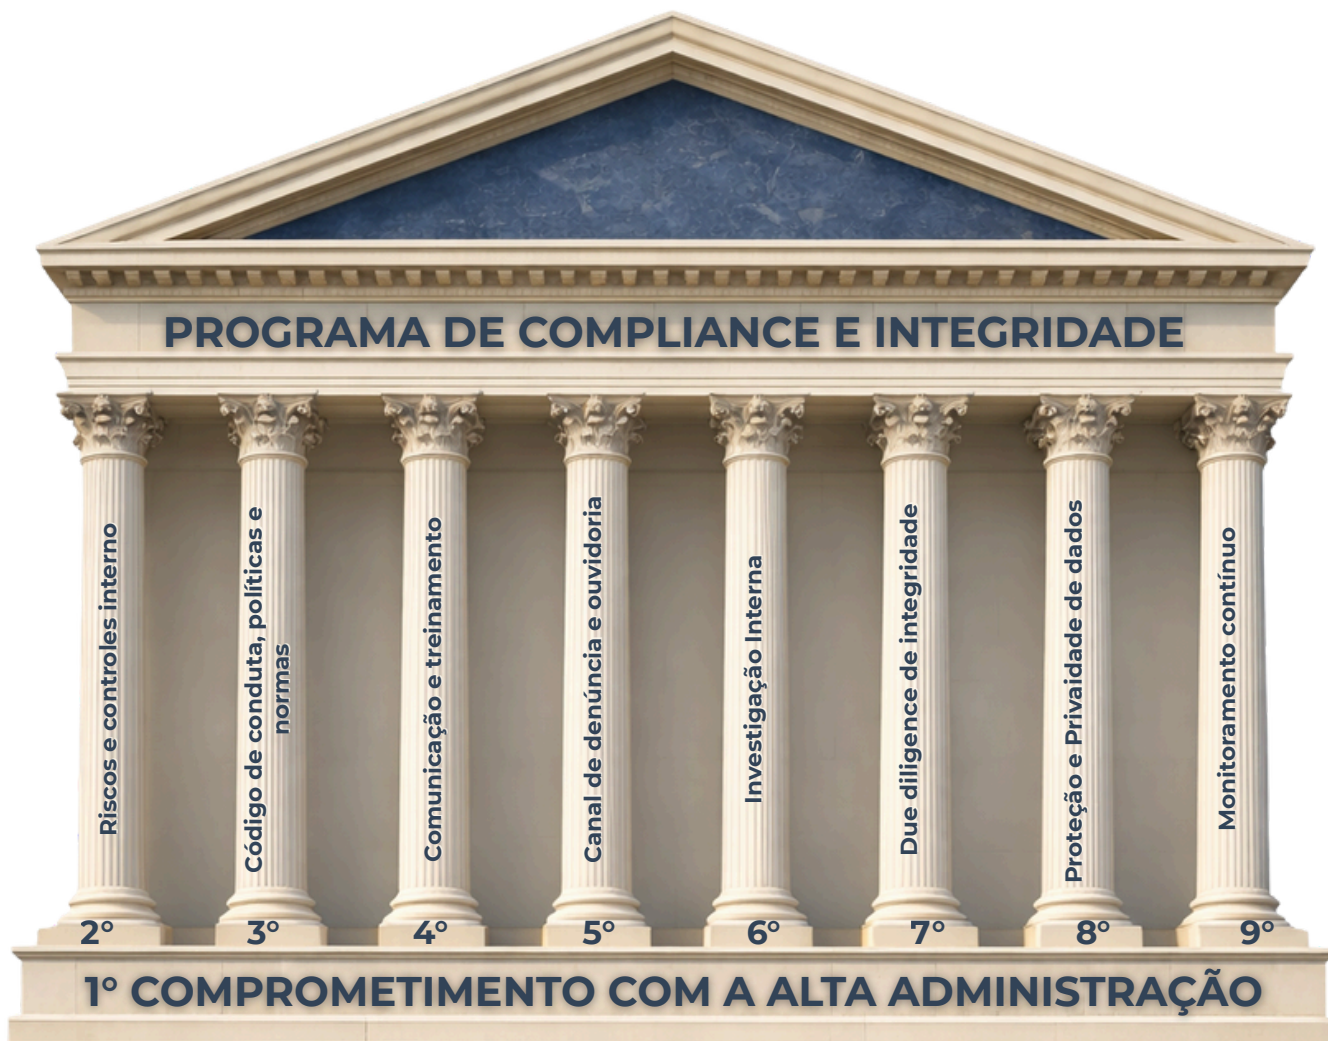 PROGRAMA DE COMPLIANCE E INTEGRIDADE
Riscos e controles interno
Código de conduta, políticas e
normas
Comunicação e treinamento
Canal de denúncia e ouvidoria
Investigação Interna
Due diligence de integridade
Proteção e Privaidade de dados
Monitoramento contínuo
2º 3º 4º 5º 6º 7º 8º 9º
1º COMPROMETIMENTO COM A ALTA ADMINISTRAÇÃO